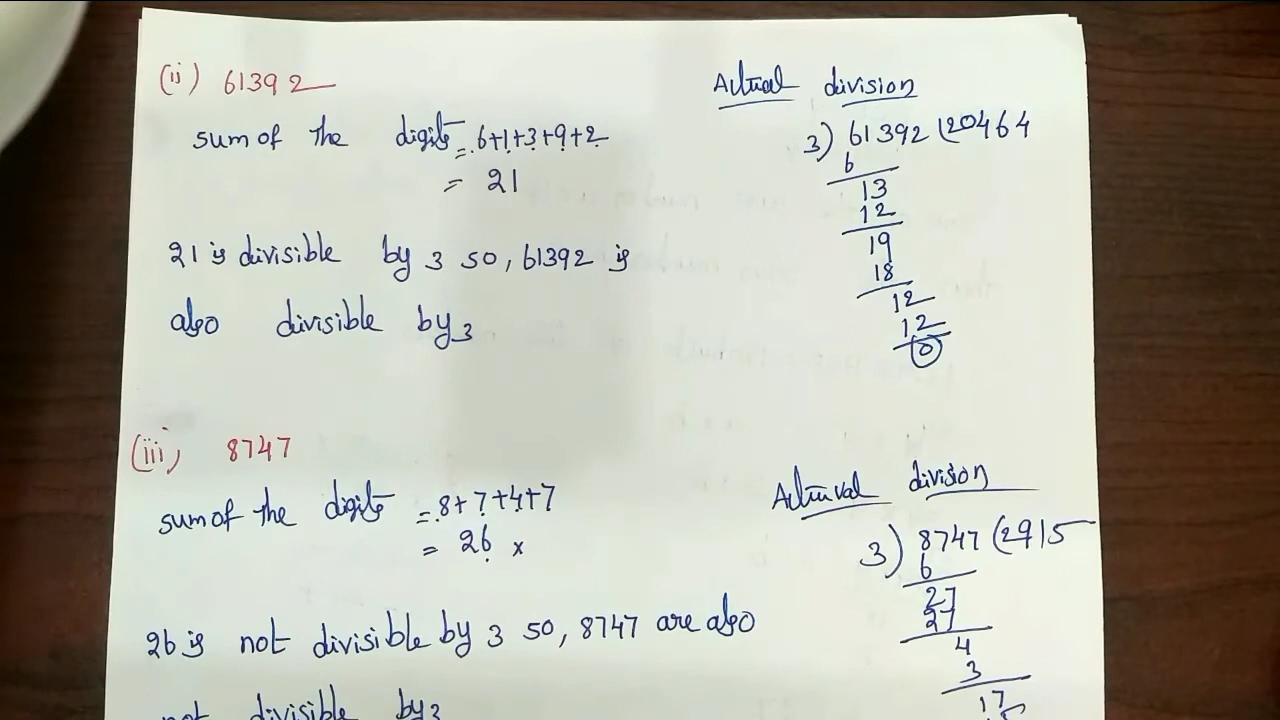 (ii) 61392
sum of the digits = 6+1+3+9+2
= 21
21 is divisible by 3 so, 61392 is
also divisible by 3
Actual division
3) 61392 (20464
6
13
12
19
18
12
12
0
(iii) 8747
sum of the digits = 8+7+4+7
= 26 x
26 is not divisible by 3 so, 8747 are also
not divisible by 3
Actuval division
3) 8747 (2915
6
27
27
4
3
17
15